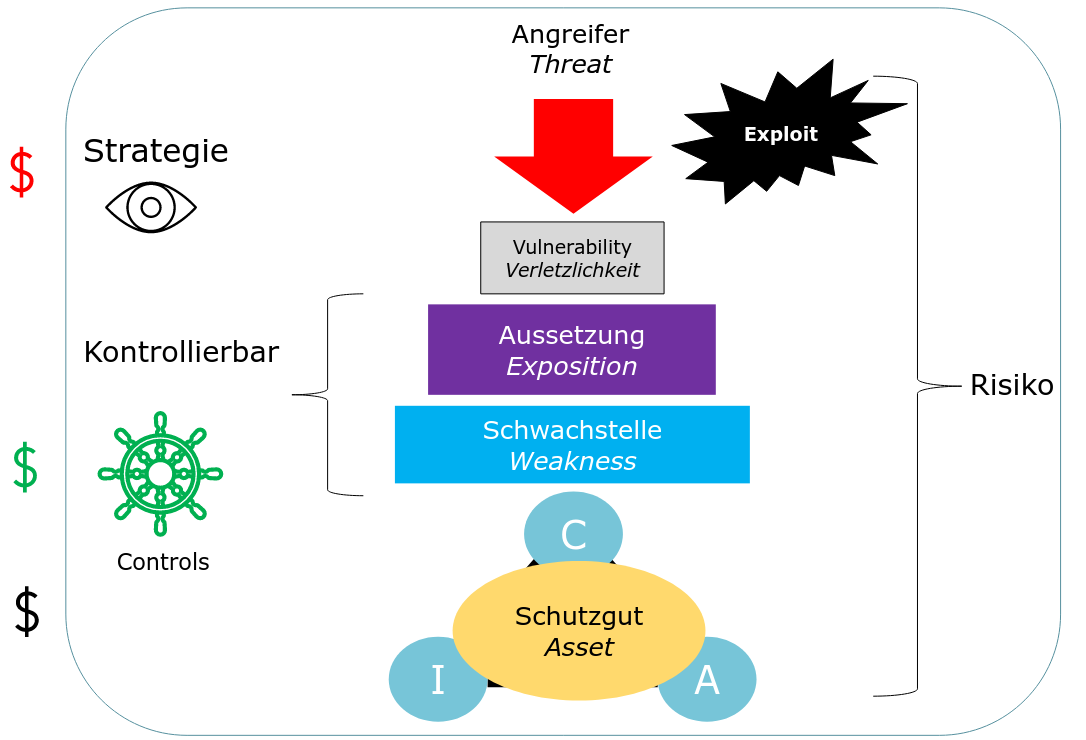 Angreifer
Threat
Exploit
Strategie
$
Vulnerability
Verletzlichkeit
Aussetzung
Exposition
Kontrollierbar
Risiko
Schwachstelle
Weakness
$
Controls
C
$
Schutzgut
Asset
I
A